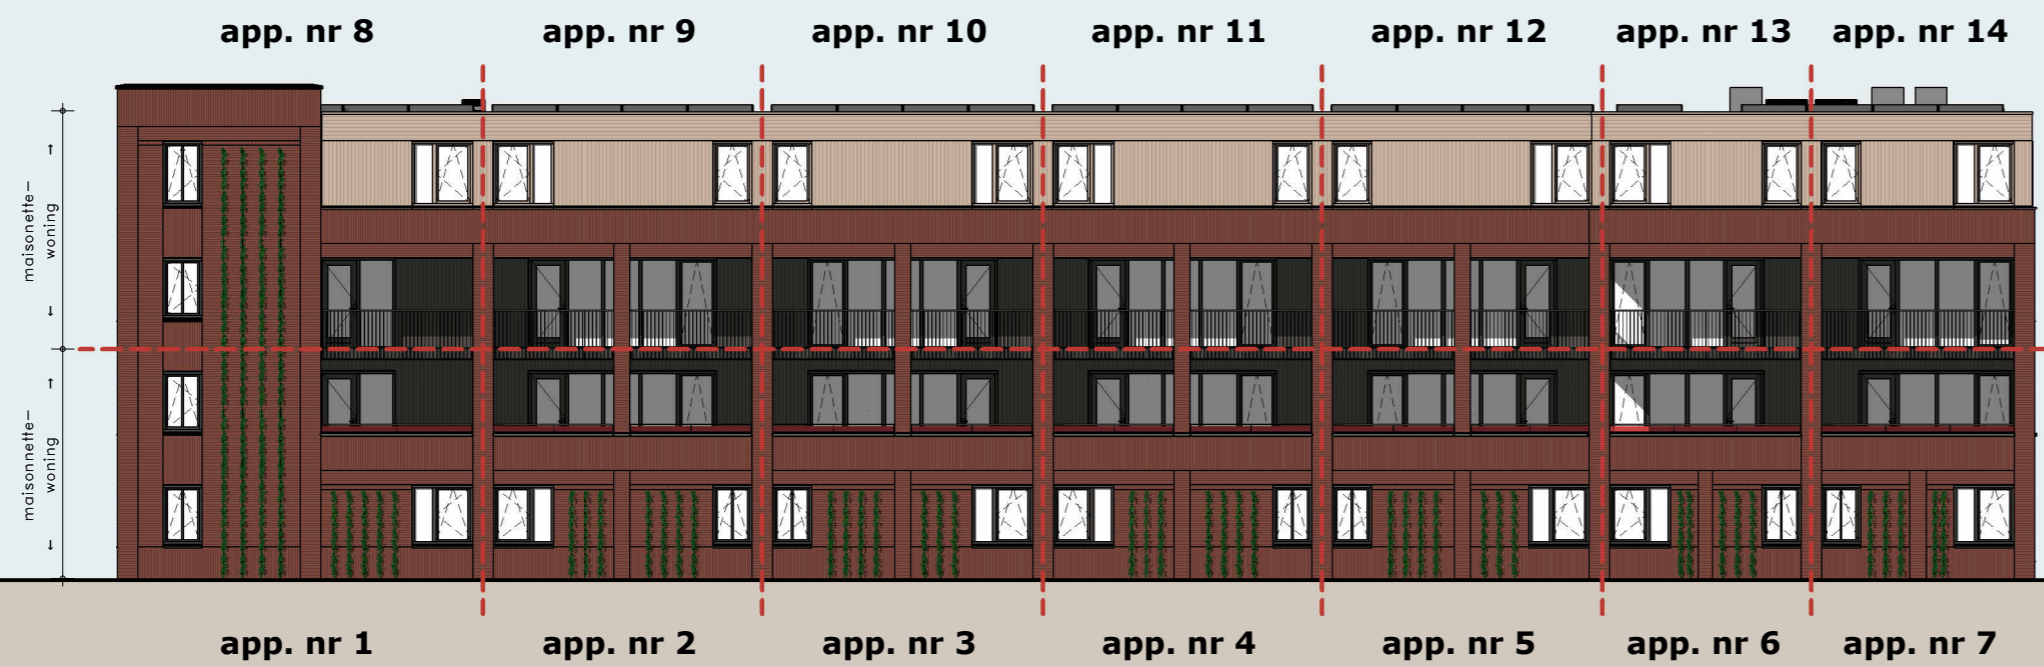 app. nr 8
app. nr 9
app. nr 10
app. nr 11
app. nr 12
app. nr 13
app. nr 14
maisonette–
woning
maisonnette–
woning
app. nr 1
app. nr 2
app. nr 3
app. nr 4
app. nr 5
app. nr 6
app. nr 7